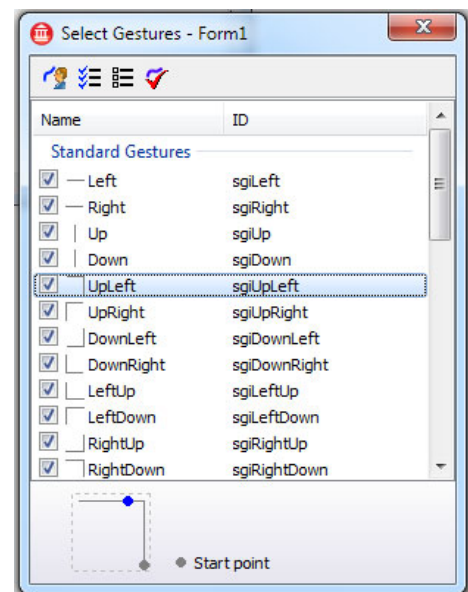 Select Gestures - Form1
Name ID
Standard Gestures
Left sgiLeft
Right sgiRight
Up sgiUp
Down sgiDown
UpLeft sgiUpLeft
UpRight sgiUpRight
DownLeft sgiDownLeft
DownRight sgiDownRight
LeftUp sgiLeftUp
LeftDown sgiLeftDown
RightUp sgiRightUp
RightDown sgiRightDown
Start point